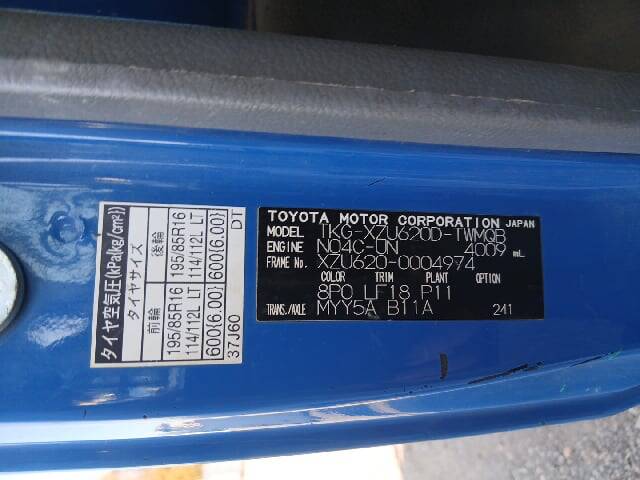 タイヤ空気圧(kPa{kg/cm²})
タイヤサイズ
前輪 後輪
195/85R16 195/85R16
114/112L LT 114/112L LT
600{6.00} 600{6.00}
37J60 DT
TOYOTA MOTOR CORPORATION JAPAN
MODEL TKG-XZU620D-TWMQB
ENGINE N04C-UN 4009 mL
FRAME No. XZU620-0004974
COLOR TRIM PLANT OPTION
8P0 LF18 P11
TRANS./AXLE MYY5A B11A 241